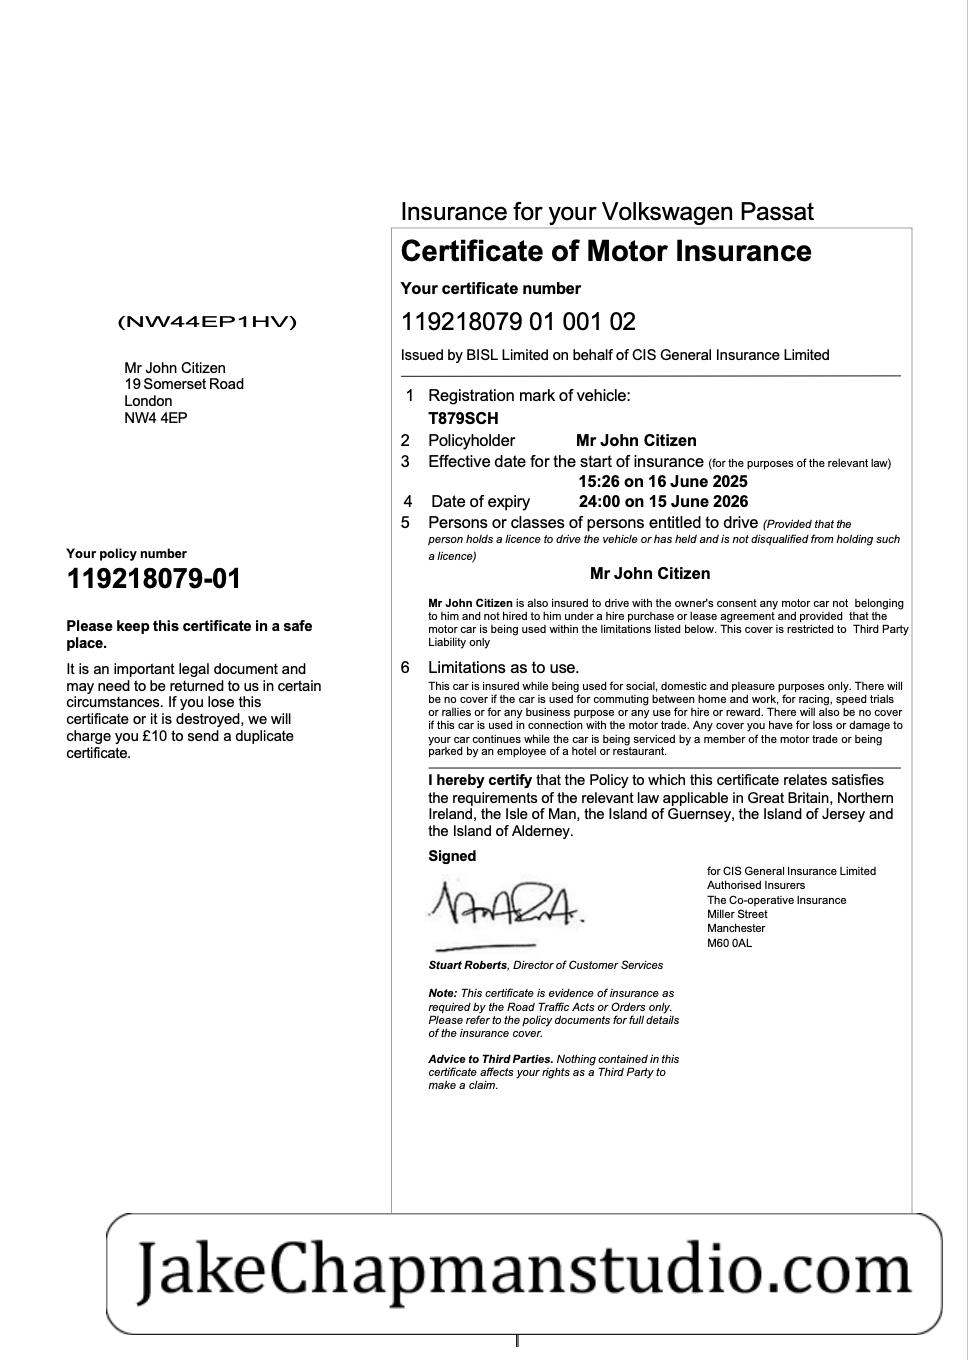 Insurance for your Volkswagen Passat
Certificate of Motor Insurance
Your certificate number
119218079 01 001 02
Issued by BISL Limited on behalf of CIS General Insurance Limited
(NW44EP1HV)
Mr John Citizen
19 Somerset Road
London
NW4 4EP
Your policy number
119218079-01
Please keep this certificate in a safe
place.
It is an important legal document and
may need to be returned to us in certain
circumstances. If you lose this
certificate or it is destroyed, we will
charge you £10 to send a duplicate
certificate.
1 Registration mark of vehicle:
T879SCH
2 Policyholder Mr John Citizen
3 Effective date for the start of insurance (for the purposes of the relevant law)
15:26 on 16 June 2025
4 Date of expiry 24:00 on 15 June 2026
5 Persons or classes of persons entitled to drive (Provided that the
person holds a licence to drive the vehicle or has held and is not disqualified from holding such
a licence)
Mr John Citizen
Mr John Citizen is also insured to drive with the owner's consent any motor car not belonging
to him and not hired to him under a hire purchase or lease agreement and provided that the
motor car is being used within the limitations listed below. This cover is restricted to Third Party
Liability only
6 Limitations as to use.
This car is insured while being used for social, domestic and pleasure purposes only. There will
be no cover if the car is used for commuting between home and work, for racing, speed trials
or rallies or for any business purpose or any use for hire or reward. There will also be no cover
if this car is used in connection with the motor trade. Any cover you have for loss or damage to
your car continues while the car is being serviced by a member of the motor trade or being
parked by an employee of a hotel or restaurant.
I hereby certify that the Policy to which this certificate relates satisfies
the requirements of the relevant law applicable in Great Britain, Northern
Ireland, the Isle of Man, the Island of Guernsey, the Island of Jersey and
the Island of Alderney.
Signed
for CIS General Insurance Limited
Authorised Insurers
The Co-operative Insurance
Miller Street
Manchester
M60 0AL
Stuart Roberts, Director of Customer Services
Note: This certificate is evidence of insurance as
required by the Road Traffic Acts or Orders only.
Please refer to the policy documents for full details
of the insurance cover.
Advice to Third Parties. Nothing contained in this
certificate affects your rights as a Third Party to
make a claim.
JakeChapmanstudio.com